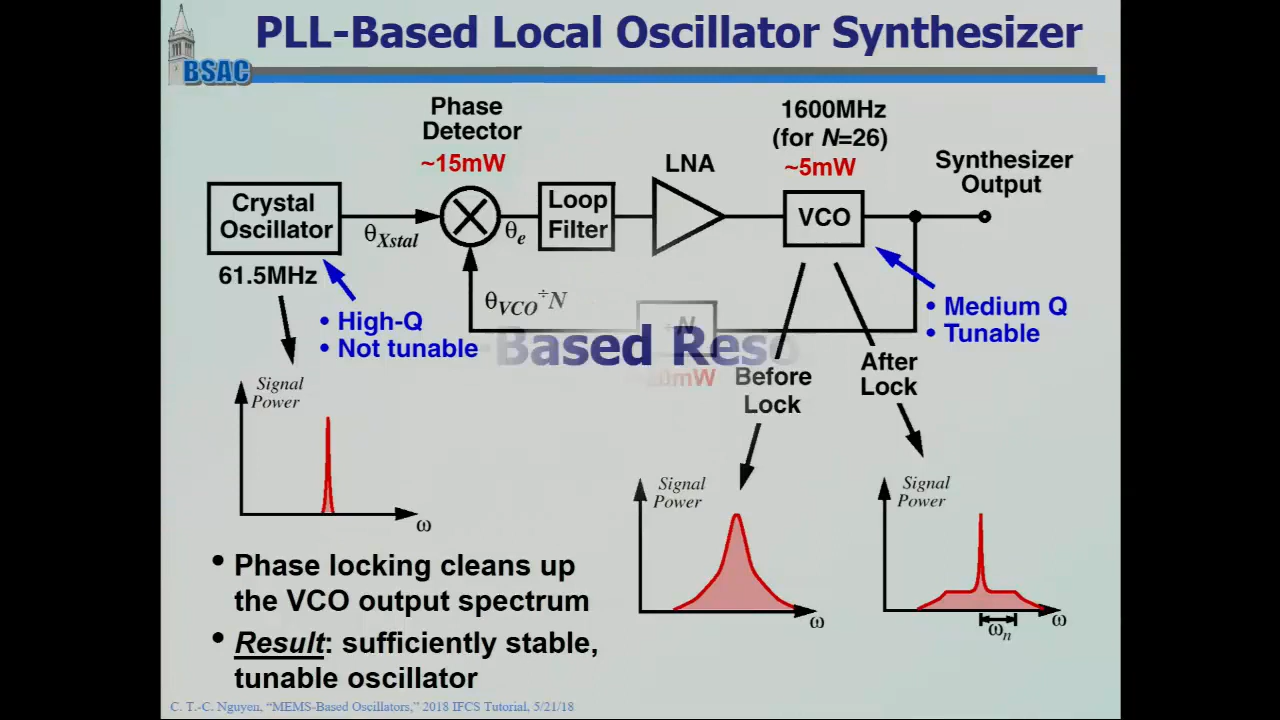 PLL-Based Local Oscillator Synthesizer
BSAC
Phase
Detector
~15mW
1600MHz
(for N=26)
~5mW
LNA
Synthesizer
Output
Crystal
Oscillator
θXstal
θe
Loop
Filter
VCO
61.5MHz
θVCO÷N
÷N
• High-Q
• Not tunable
• Medium Q
• Tunable
-Based Reso
mW
Before
Lock
After
Lock
Signal
Power
ω
Signal
Power
ω
Signal
Power
ω
ωn
• Phase locking cleans up
the VCO output spectrum
• Result: sufficiently stable,
tunable oscillator
C. T.-C. Nguyen, “MEMS-Based Oscillators,” 2018 IFCS Tutorial, 5/21/18